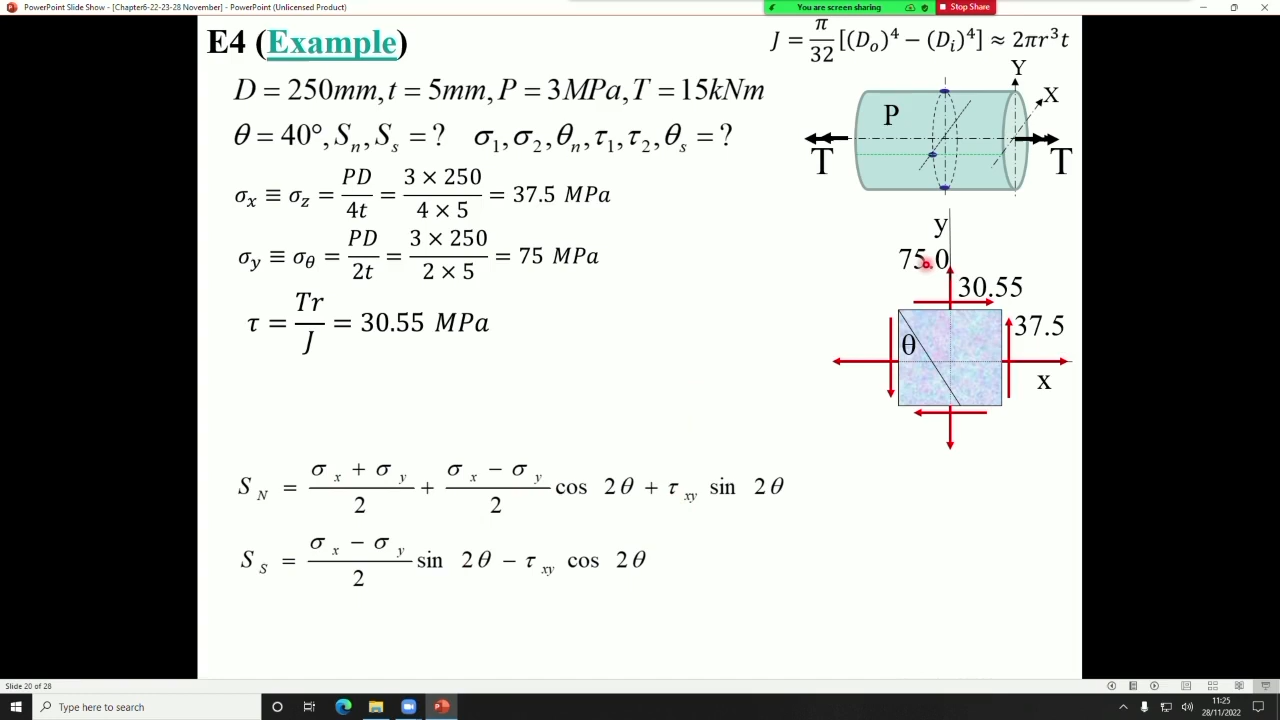 PowerPoint Slide Show - [Chapter6-22-23-28 November] - PowerPoint (Unlicensed Product)
You are screen sharing
Stop Share
E4 (Example)
J = π/32 [(D_o)^4 − (D_i)^4] ≈ 2πr^3t
D = 250mm, t = 5mm, P = 3MPa, T = 15kNm
θ = 40°, S_n, S_s = ? σ_1, σ_2, θ_n, τ_1, τ_2, θ_s = ?
σ_x ≡ σ_z = PD/4t = 3 × 250/4 × 5 = 37.5 MPa
σ_y ≡ σ_θ = PD/2t = 3 × 250/2 × 5 = 75 MPa
τ = Tr/J = 30.55 MPa
Y
X
P
T
T
y
75.0
30.55
37.5
θ
x
S_N = σ_x + σ_y/2 + σ_x − σ_y/2 cos 2θ + τ_xy sin 2θ
S_S = σ_x − σ_y/2 sin 2θ − τ_xy cos 2θ
Slide 20 of 28
Type here to search
11:25
28/11/2022